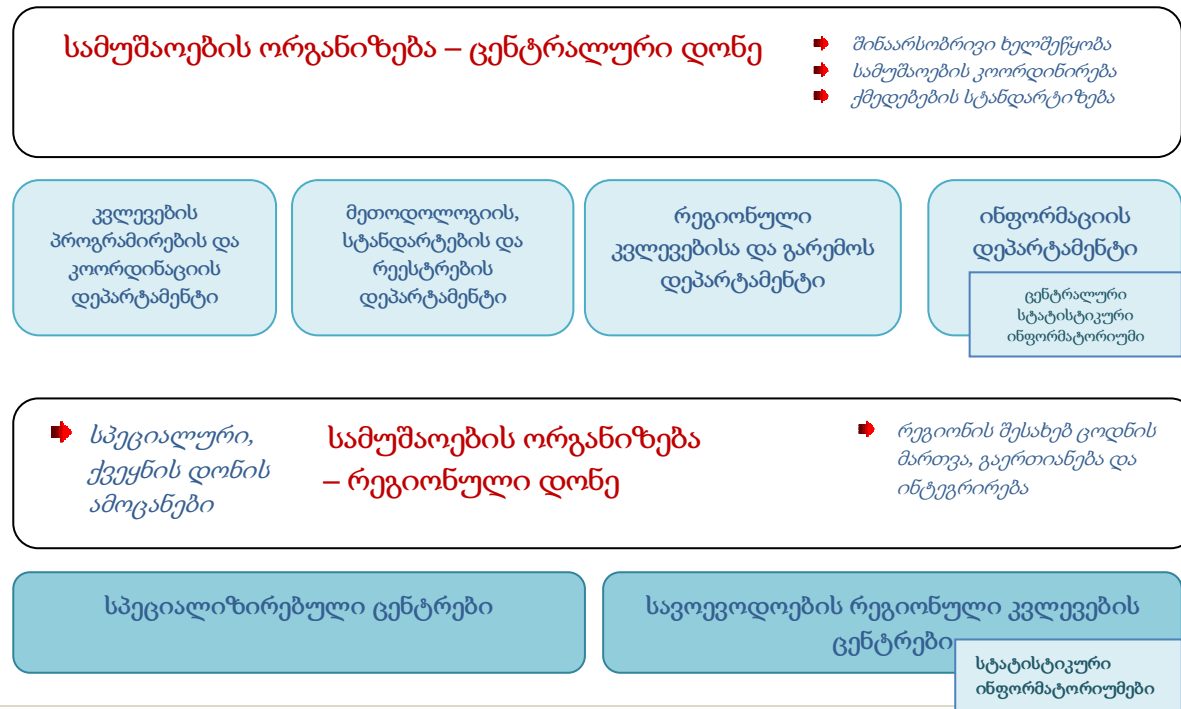 სამუშაოების ორგანიზება – ცენტრალური დონე
შინაარსობრივი ხელშეწყობა
სამუშაოების კოორდინირება
ქმედებების სტანდარტიზება
კვლევების
პროგრამირების და
კოორდინაციის
დეპარტამენტი
მეთოდოლოგიის,
სტანდარტების და
რეესტრების
დეპარტამენტი
რეგიონული
კვლევებისა და გარემოს
დეპარტამენტი
ინფორმაციის
დეპარტამენტი
ცენტრალური
სტატისტიკური
ინფორმატორიუმი
სპეციალური,
ქვეყნის დონის
ამოცანები
სამუშაოების ორგანიზება
– რეგიონული დონე
რეგიონის შესახებ ცოდნის
მართვა, გაერთიანება და
ინტეგრირება
სპეციალიზირებული ცენტრები
სავოევოდოების რეგიონული კვლევების
ცენტრები
სტატისტიკური
ინფორმატორიუმები